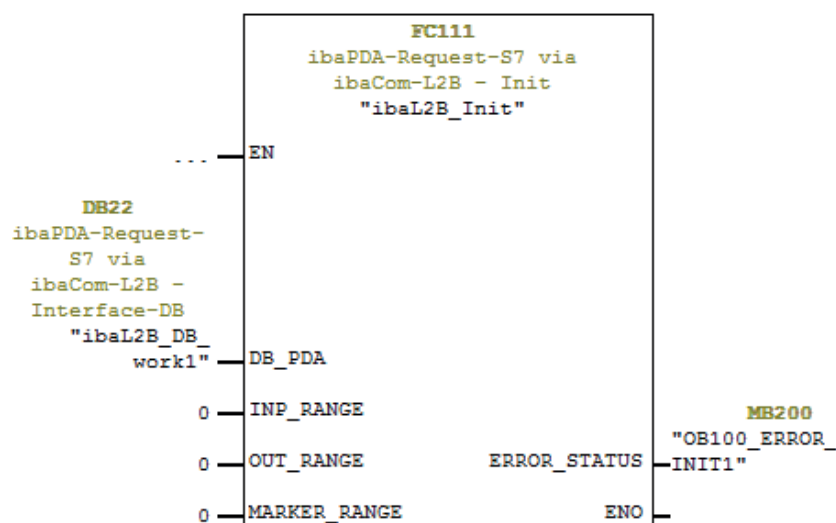 FC111
ibaPDA-Request-S7 via
ibaCom-L2B - Init
"ibaL2B_Init"
... EN
DB22
ibaPDA-Request-
S7 via
ibaCom-L2B -
Interface-DB
"ibaL2B_DB_
work1" DB_PDA
0 INP_RANGE
MB200
"OB100_ERROR_
0 OUT_RANGE ERROR_STATUS INIT1"
0 MARKER_RANGE ENO